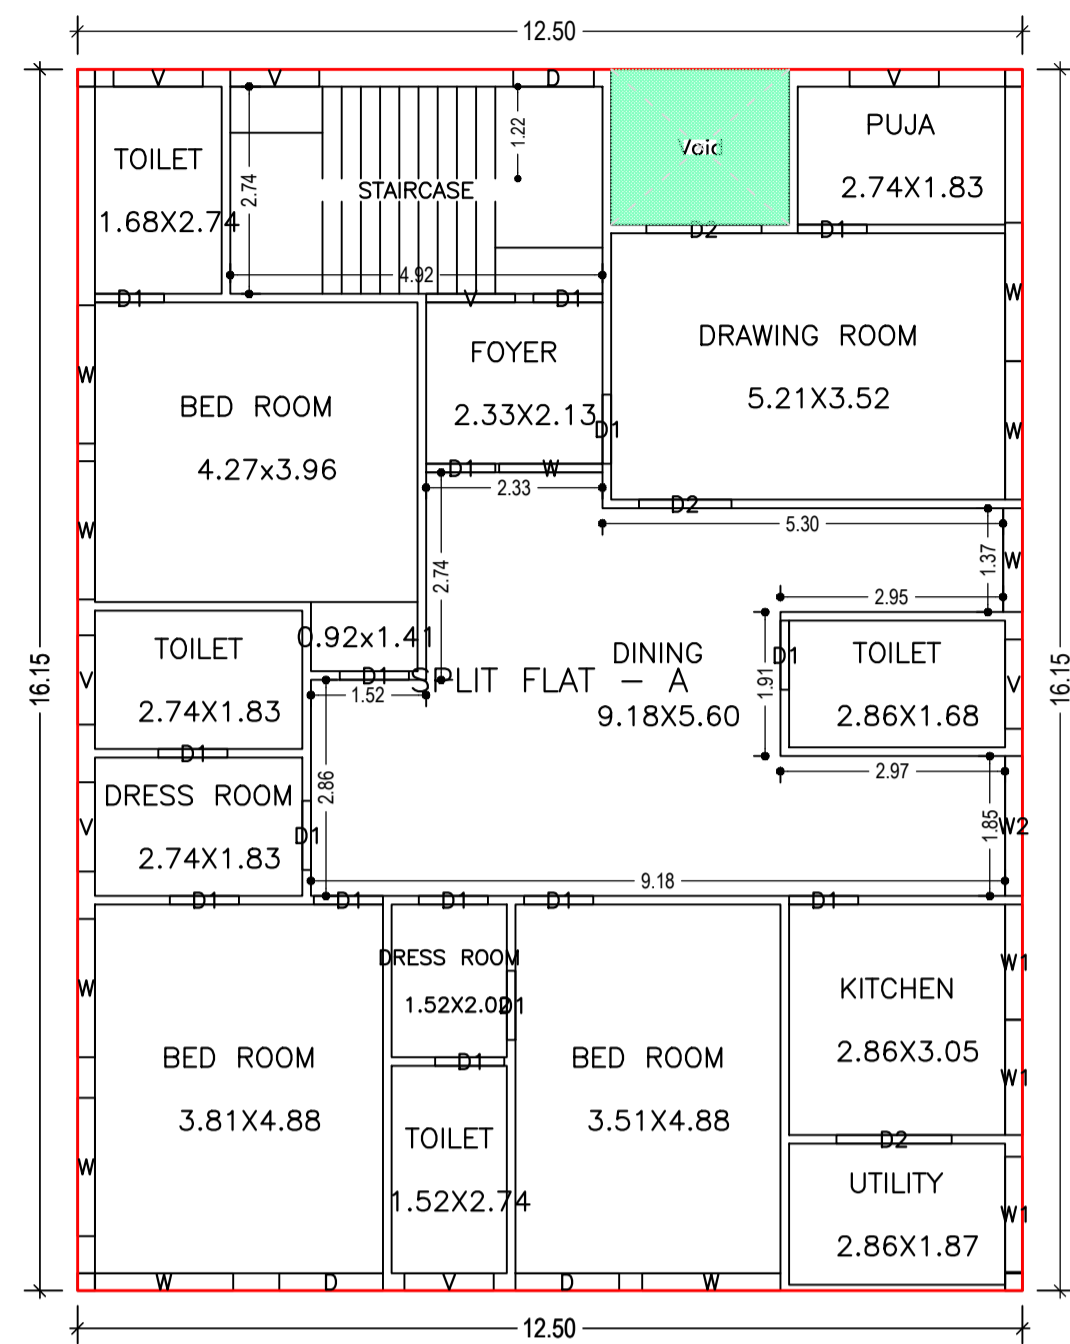 12.50
V
V
D
V
TOILET
1.68X2.74
2.74
STAIRCASE
1.22
4.92
Void
PUJA
2.74X1.83
D2
D1
D1
V
D1
W
DRAWING ROOM
5.21X3.52
FOYER
2.33X2.13
D1
W
BED ROOM
4.27x3.96
W
W
D1
W
2.33
D2
5.30
W
2.74
1.37
W
2.95
0.92x1.41
D1
1.52
TOILET
2.74X1.83
V
16.15
16.15
SPLIT FLAT - A
DINING
9.18X5.60
D1
1.91
TOILET
2.86X1.68
V
D1
2.97
DRESS ROOM
2.74X1.83
V
D1
2.86
1.85
W2
9.18
D1
D1
D1
D1
D1
DRESS ROOM
1.52X2.02
D1
W
KITCHEN
2.86X3.05
W1
W1
D1
BED ROOM
3.81X4.88
BED ROOM
3.51X4.88
TOILET
1.52X2.74
W
D2
UTILITY
2.86X1.87
W1
W
D
V
D
W
12.50